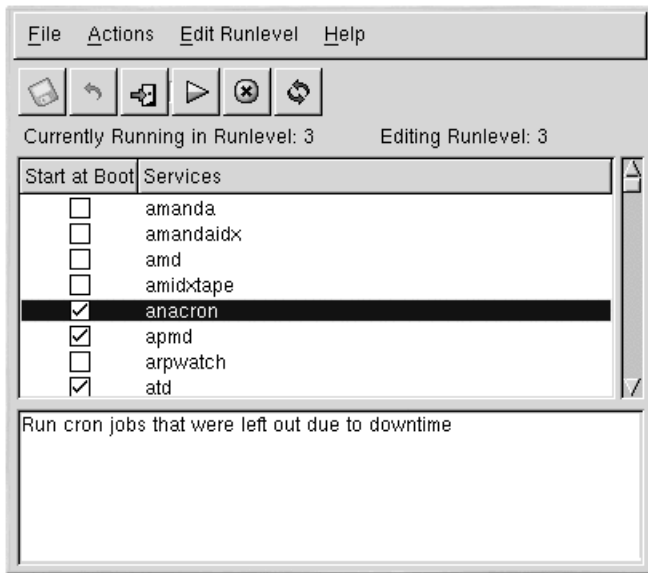 File Actions Edit Runlevel Help
Currently Running in Runlevel: 3 Editing Runlevel: 3
Start at Boot Services
amanda
amandaidx
amd
amidxtape
anacron
apmd
arpwatch
atd
Run cron jobs that were left out due to downtime